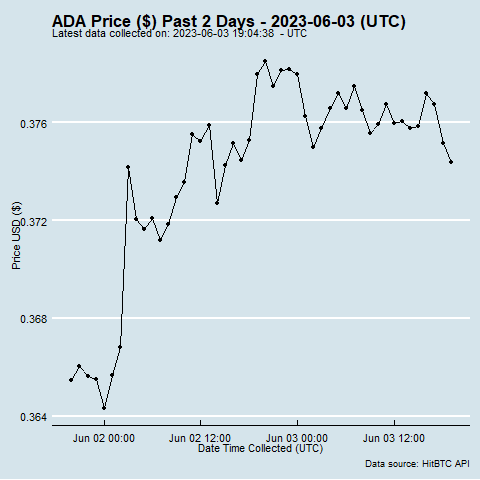 ADA Price ($) Past 2 Days - 2023-06-03 (UTC)
Latest data collected on: 2023-06-03 19:04:38  - UTC
0.376
0.372
0.368
0.364
Price USD ($)
Jun 02 00:00
Jun 02 12:00
Jun 03 00:00
Jun 03 12:00
Date Time Collected (UTC)
Data source: HitBTC API